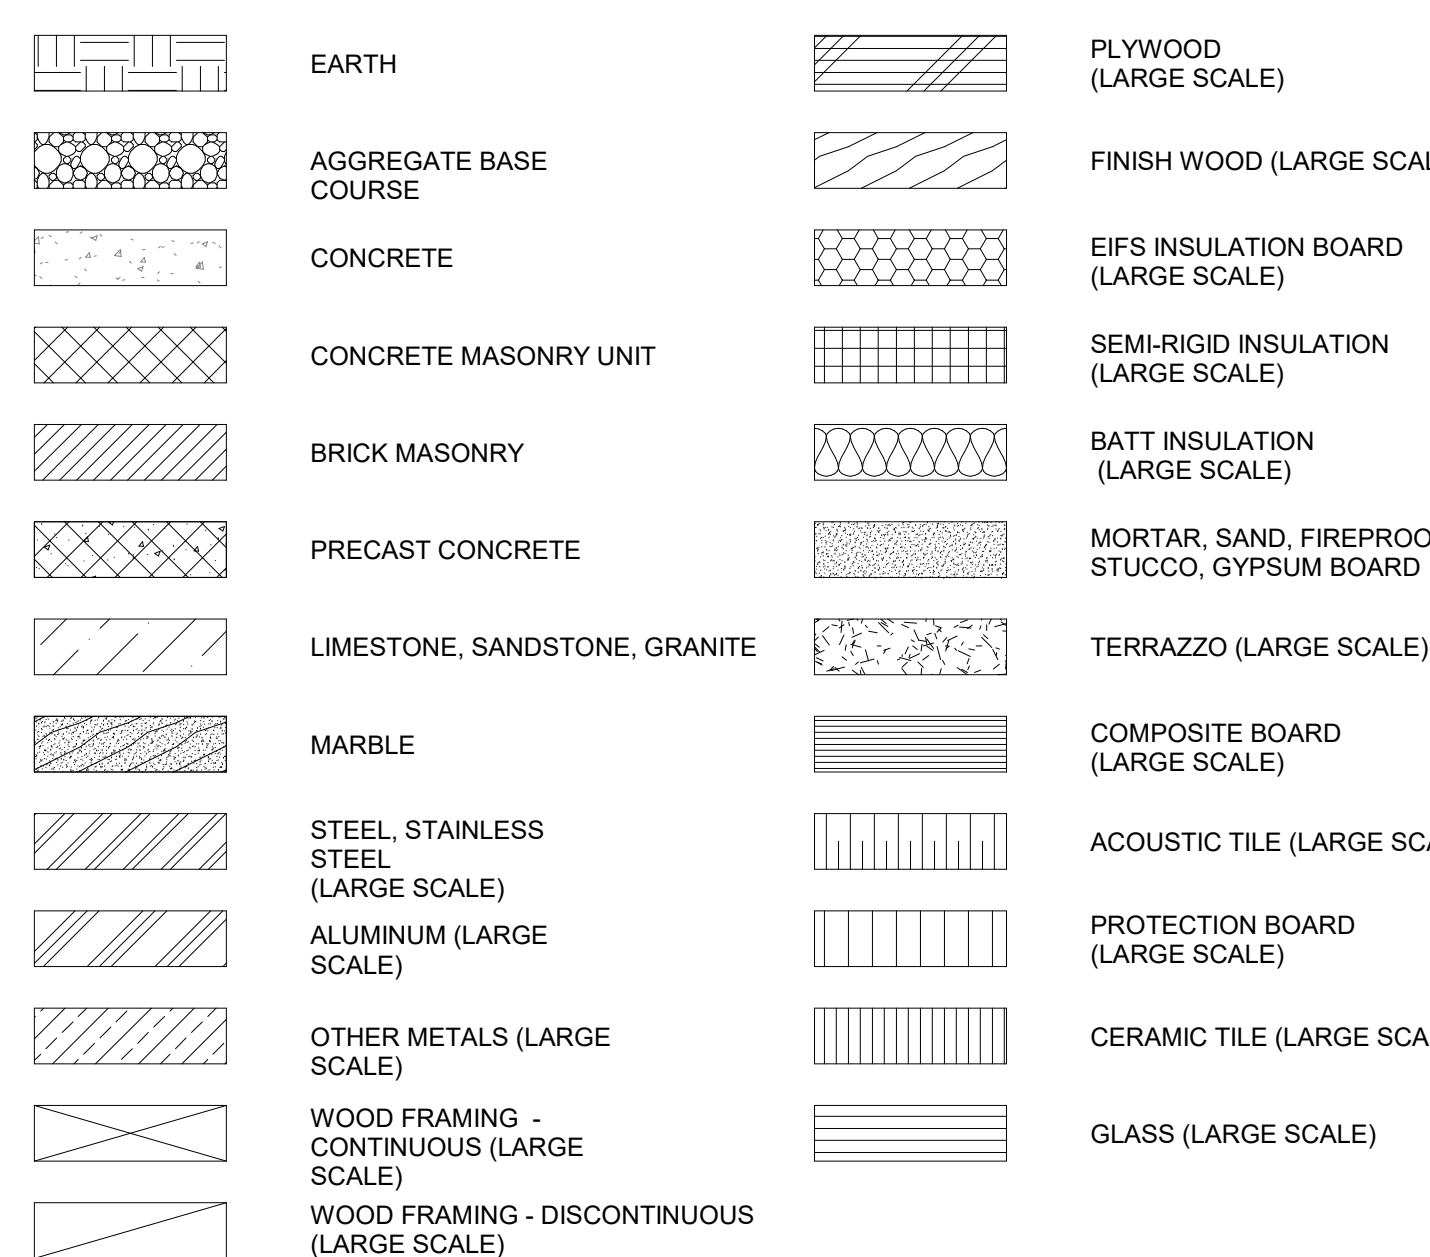 EARTH
AGGREGATE BASE
COURSE
CONCRETE
CONCRETE MASONRY UNIT
BRICK MASONRY
PRECAST CONCRETE
LIMESTONE, SANDSTONE, GRANITE
MARBLE
STEEL, STAINLESS
STEEL
(LARGE SCALE)
ALUMINUM (LARGE
SCALE)
OTHER METALS (LARGE
SCALE)
WOOD FRAMING -
CONTINUOUS (LARGE
SCALE)
WOOD FRAMING - DISCONTINUOUS
(LARGE SCALE)
PLYWOOD
(LARGE SCALE)
FINISH WOOD (LARGE
EIFS INSULATION BOARD
(LARGE SCALE)
SEMI-RIGID INSULATION
(LARGE SCALE)
BATT INSULATION
(LARGE SCALE)
MORTAR, SAND,
STUCCO, GYPSUM BOARD
TERRAZZO (LARGE SCALE)
COMPOSITE BOARD
(LARGE SCALE)
ACOUSTIC TILE (LARGE
PROTECTION BOARD
(LARGE SCALE)
CERAMIC TILE (LARGE
GLASS (LARGE SCALE)